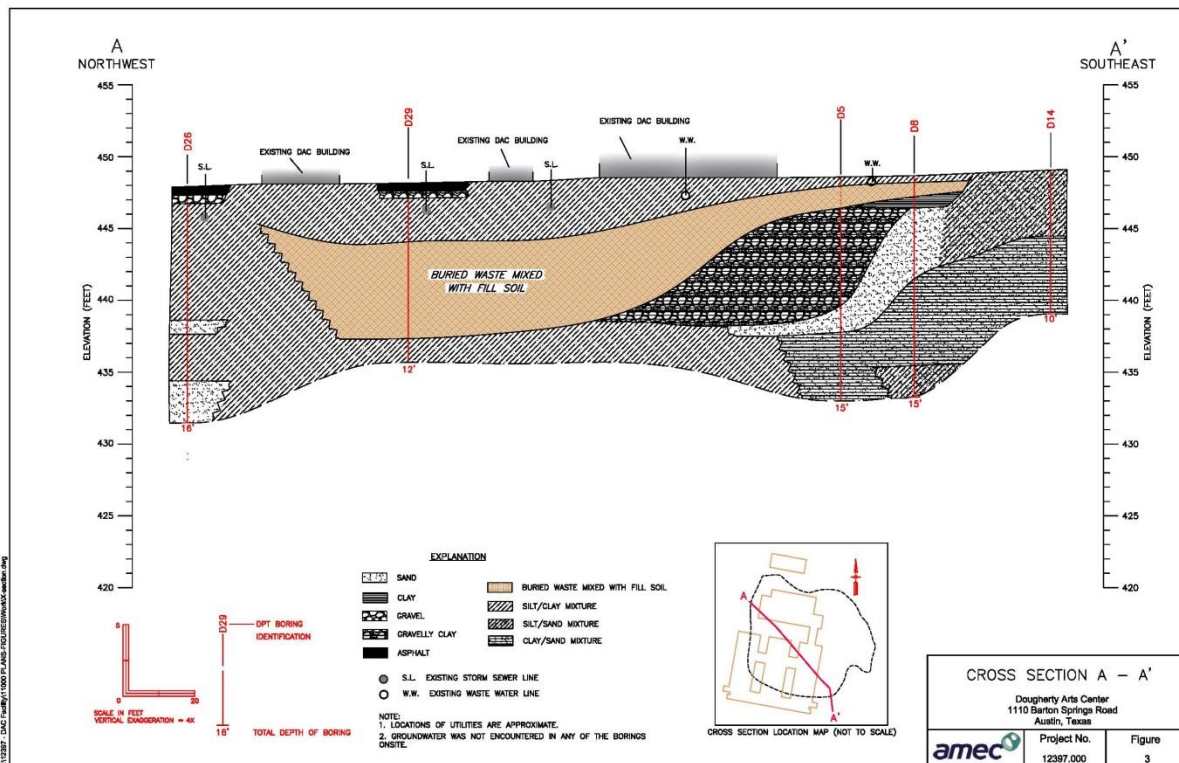 A
NORTHWEST
A'
SOUTHEAST
455
450
445
440
435
430
425
420
ELEVATION (FEET)
455
450
445
440
435
430
425
420
ELEVATION (FEET)
D26
S.L.
EXISTING DAC BUILDING
D29
S.L.
EXISTING DAC BUILDING
S.L.
EXISTING DAC BUILDING
W.W.
D5
W.W.
D8
D14
BURIED WASTE MIXED
WITH FILL SOIL
16'
12'
15'
15'
10'
EXPLANATION
SAND
CLAY
GRAVEL
GRAVELLY CLAY
ASPHALT
BURIED WASTE MIXED WITH FILL SOIL
SILT/CLAY MIXTURE
SILT/SAND MIXTURE
CLAY/SAND MIXTURE
S.L. EXISTING STORM SEWER LINE
W.W. EXISTING WASTE WATER LINE
NOTE:
1. LOCATIONS OF UTILITIES ARE APPROXIMATE.
2. GROUNDWATER WAS NOT ENCOUNTERED IN ANY OF THE BORINGS
ONSITE.
5
0
20
SCALE IN FEET
VERTICAL EXAGGERATION = 4X
D29
DPT BORING
IDENTIFICATION
16'
TOTAL DEPTH OF BORING
A
A'
CROSS SECTION LOCATION MAP (NOT TO SCALE)
CROSS SECTION A – A'
Dougherty Arts Center
1110 Barton Springs Road
Austin, Texas
amec
Project No.
12397.000
Figure
3